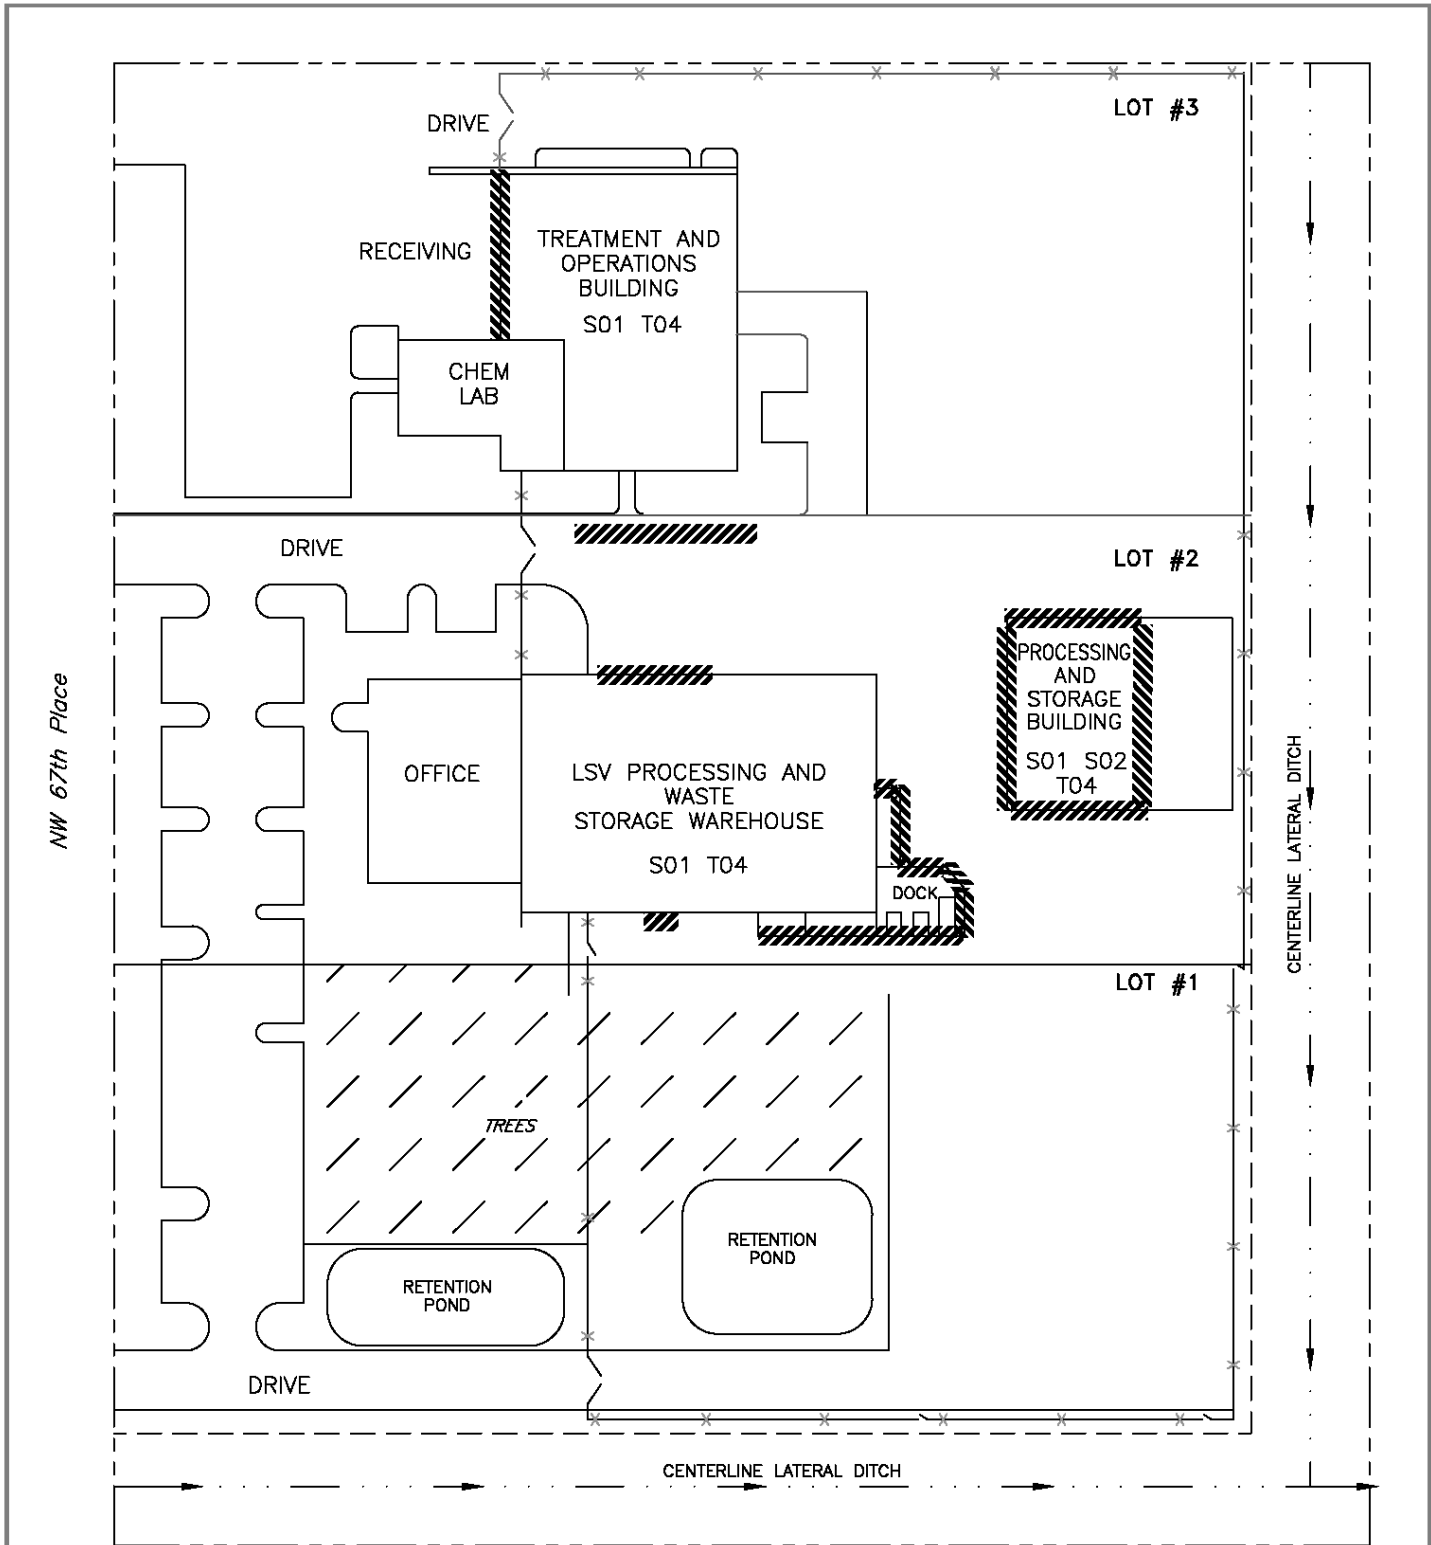 LOT #3
DRIVE
RECEIVING
TREATMENT AND
OPERATIONS
BUILDING
S01 T04
CHEM
LAB
DRIVE
LOT #2
NW 67th Place
OFFICE
LSV PROCESSING AND
WASTE
STORAGE WAREHOUSE
S01 T04
PROCESSING
AND
STORAGE
BUILDING
S01 S02
T04
DOCK
CENTERLINE LATERAL DITCH
LOT #1
TREES
RETENTION
POND
RETENTION
POND
DRIVE
CENTERLINE LATERAL DITCH